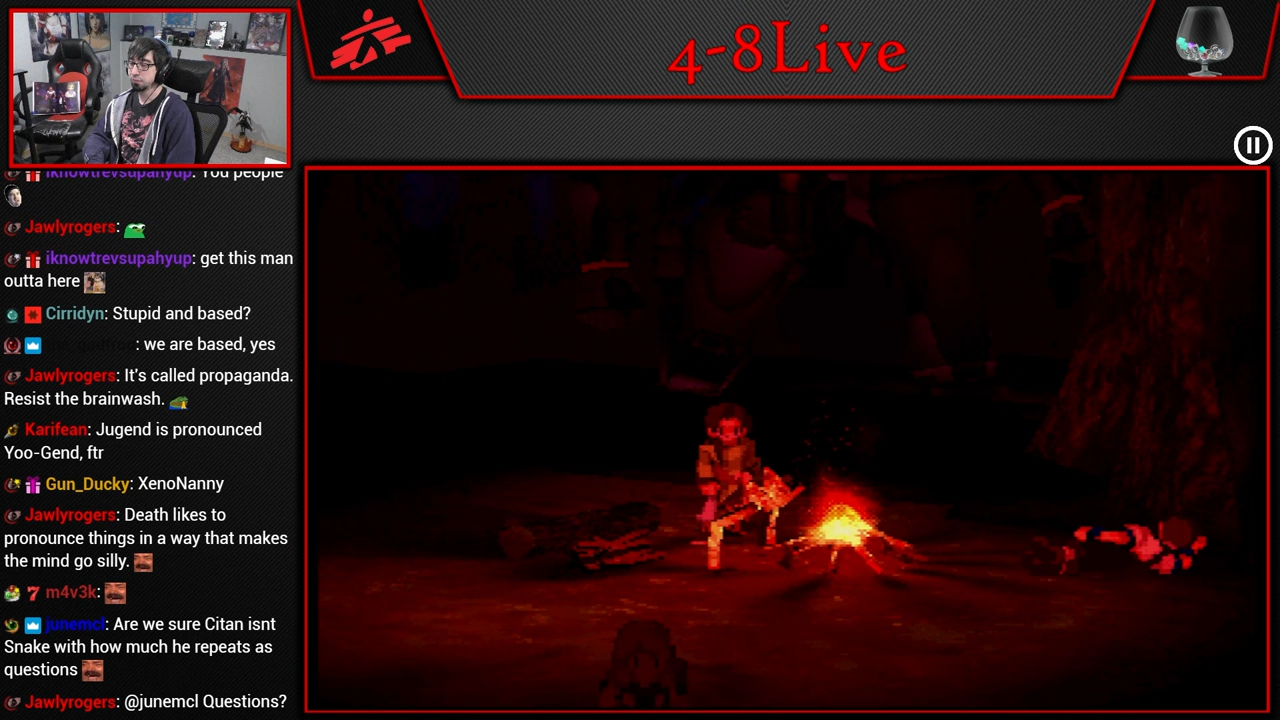 4-8Live
iknowtrevsupahyup: You people
Jawlyrogers:
iknowtrevsupahyup: get this man
outta here
Cirridyn: Stupid and based?
: we are based, yes
Jawlyrogers: It's called propaganda.
Resist the brainwash.
Karifean: Jugend is pronounced
Yoo-Gend, ftr
Gun_Ducky: XenoNanny
Jawlyrogers: Death likes to
pronounce things in a way that makes
the mind go silly.
7 m4v3k:
junemcl: Are we sure Citan isnt
Snake with how much he repeats as
questions
Jawlyrogers: @junemcl Questions?